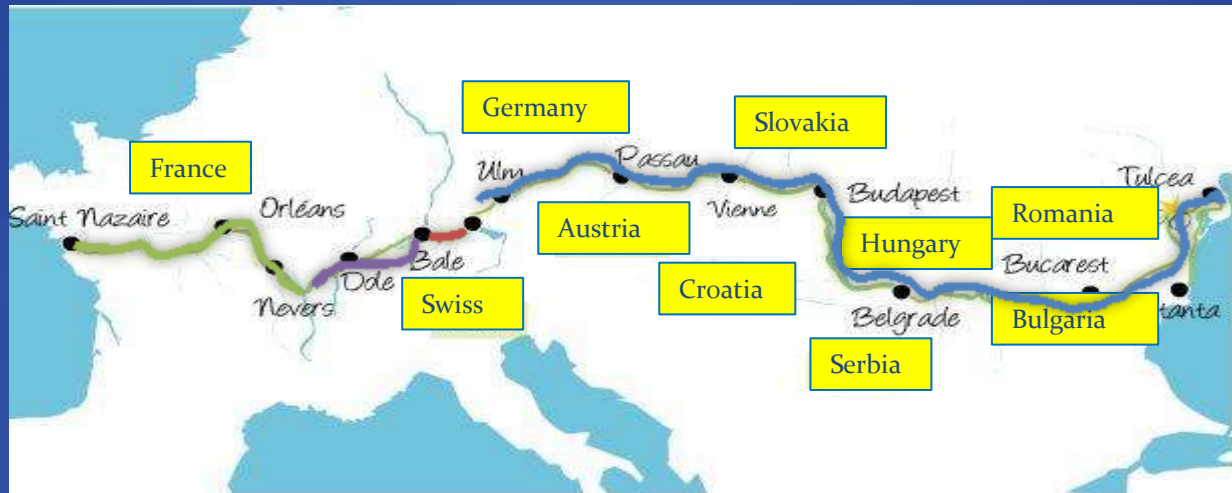 Germany
Slovakia
France
Ulm
Passau
Tulcea
Saint Nazaire
Orléans
Vienne
Budapest
Romania
Austria
Hungary
Bucarest
Nevers
Dole
Bale
Swiss
Croatia
Belgrade
Bulgaria
tanta
Serbia